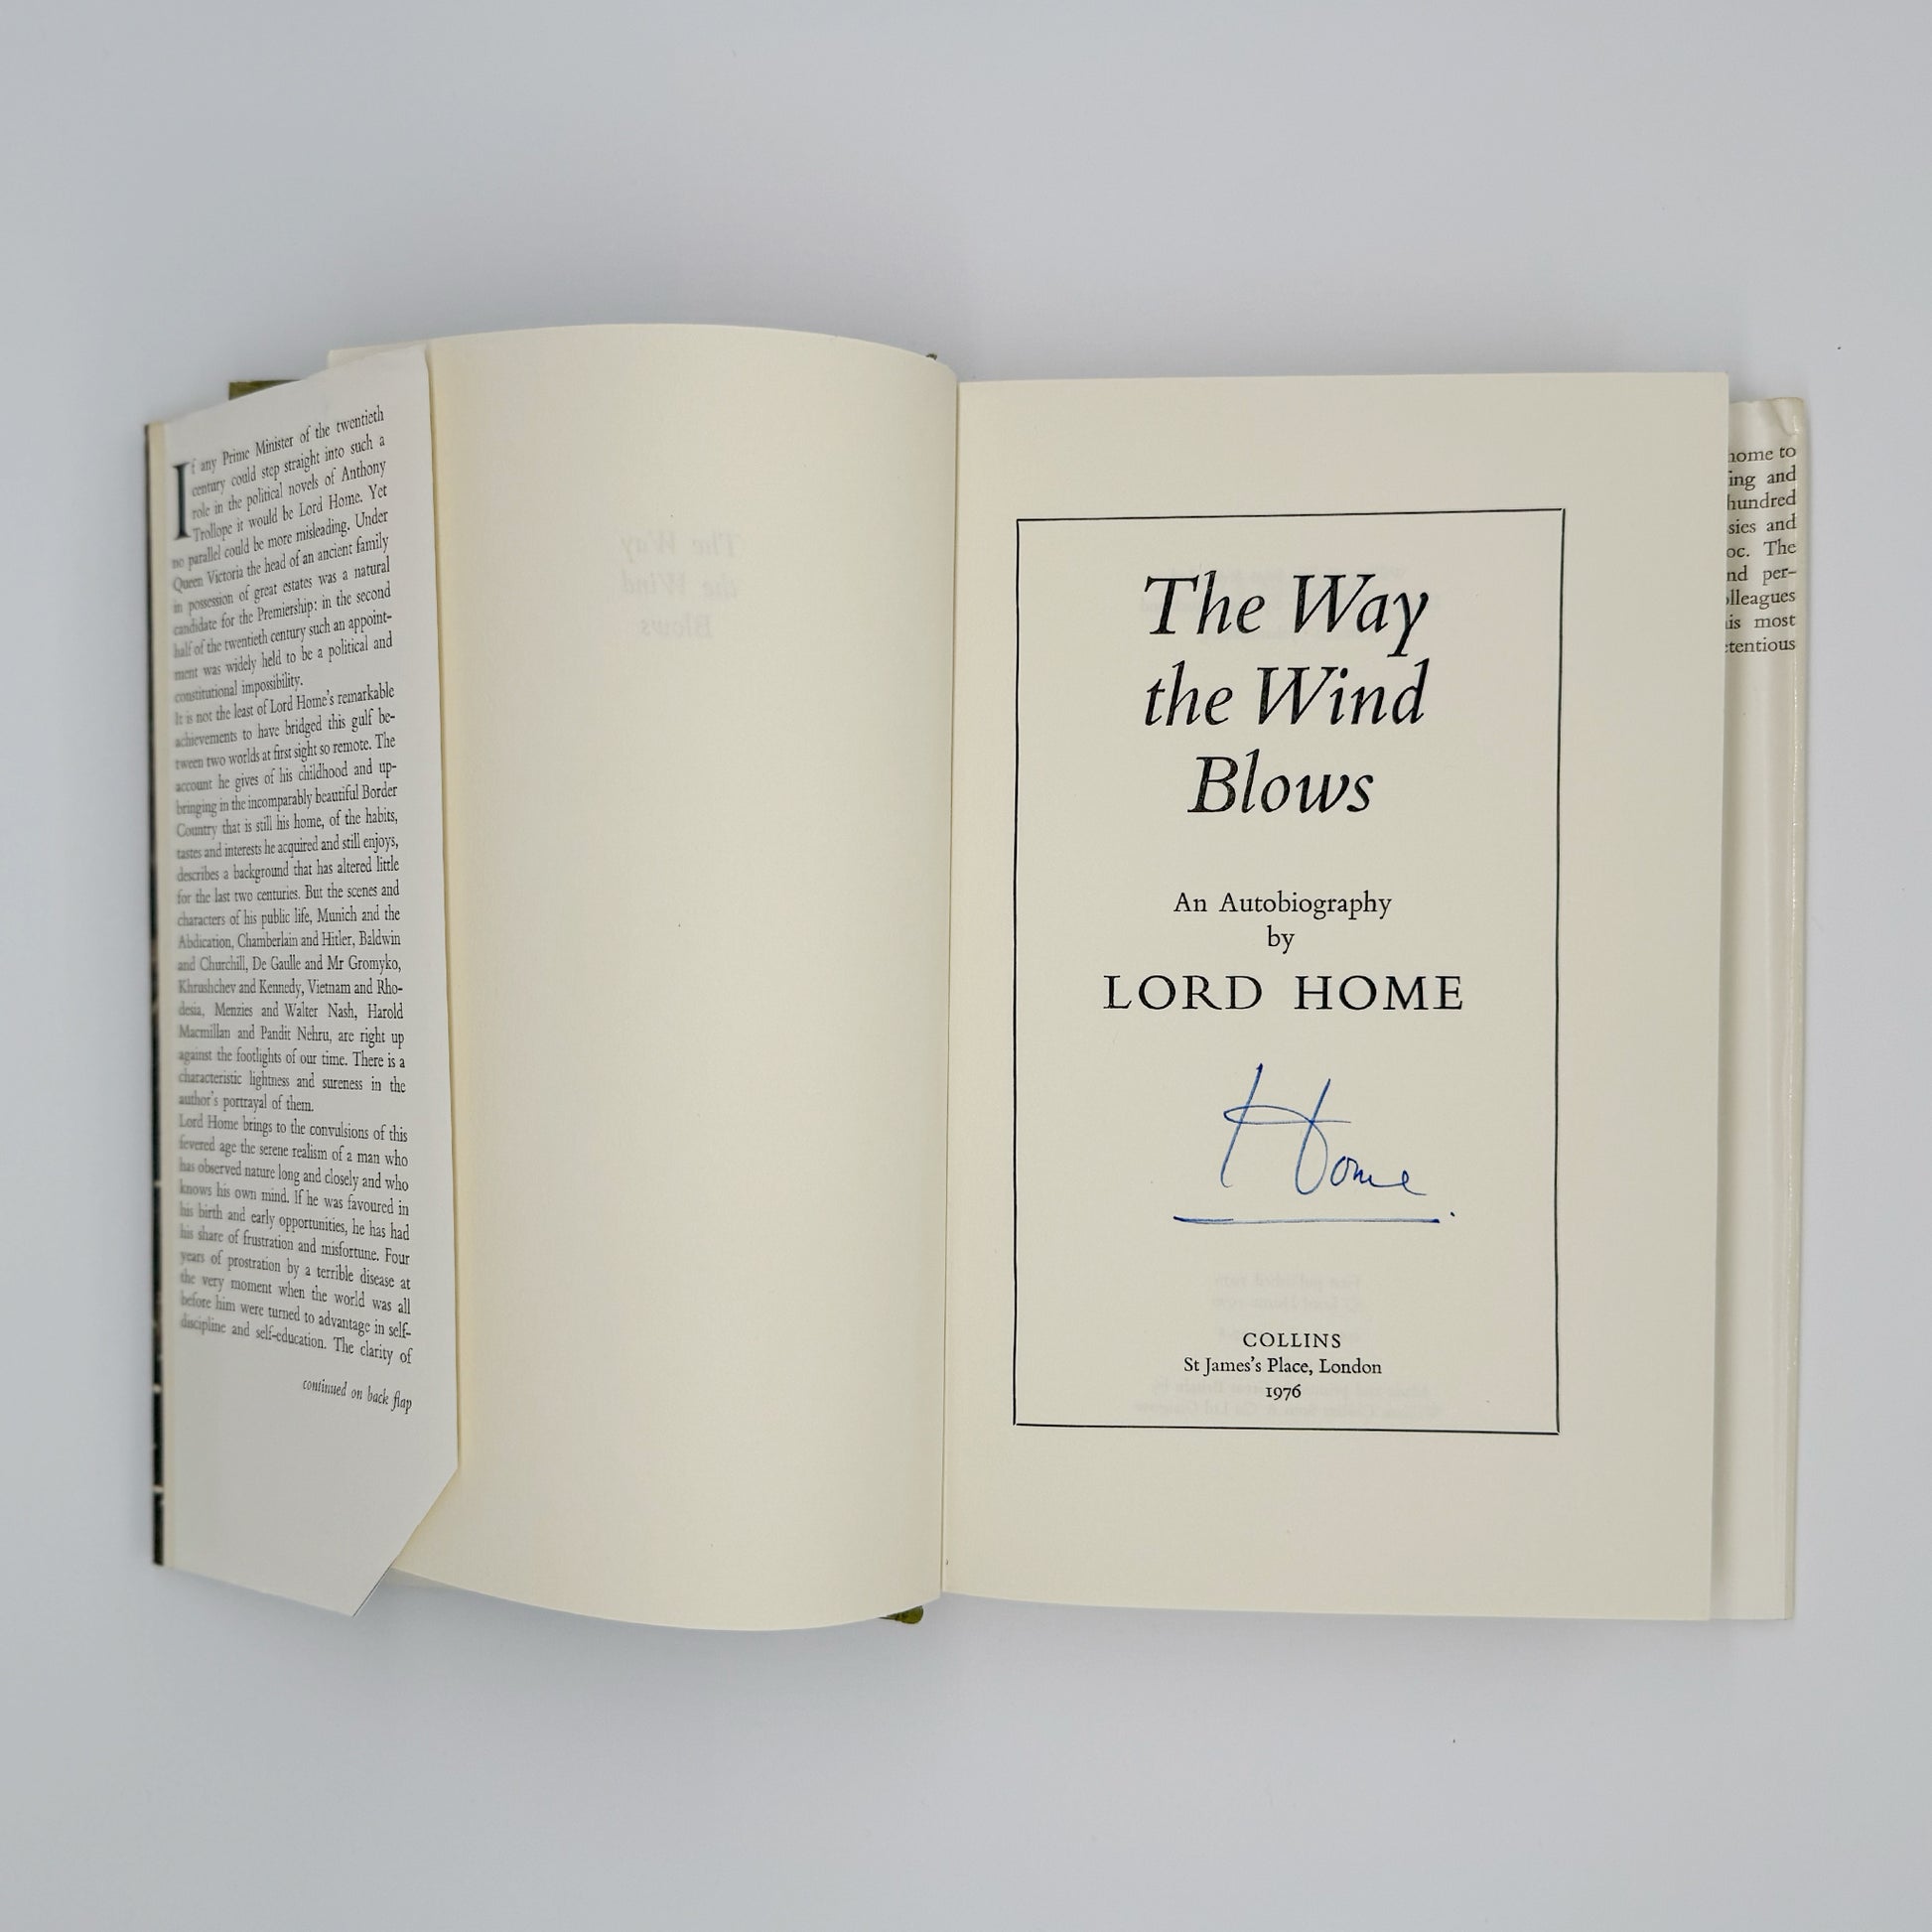 If any Prime Minister of the twentieth
century could step straight into such a
role in the political novels of Anthony
Trollope it would be Lord Home. Yet
no parallel could be more misleading. Under
Queen Victoria the head of an ancient family
in possession of great estates was a natural
candidate for the Premiership: in the second
half of the twentieth century such an appoint-
ment was widely held to be a political and
constitutional impossibility.
It is not the least of Lord Home's remarkable
achievements to have bridged this gulf be-
tween two worlds at first sight so remote. The
account he gives of his childhood and up-
bringing in the incomparably beautiful Border
Country that is still his home, of the habits,
tastes and interests he acquired and still enjoys,
describes a background that has altered little
for the last two centuries. But the scenes and
characters of his public life, Munich and the
Abdication, Chamberlain and Hitler, Baldwin
and Churchill, De Gaulle and Mr Gromyko,
Khrushchev and Kennedy, Vietnam and Rho-
desia, Menzies and Walter Nash, Harold
Macmillan and Pandit Nehru, are right up
against the footlights of our time. There is a
characteristic lightness and sureness in the
author's portrayal of them.
Lord Home brings to the convulsions of this
fevered age the serene realism of a man who
has observed nature long and closely and who
knows his own mind. If he was favoured in
his birth and early opportunities, he has had
his share of frustration and misfortune. Four
years of prostration by a terrible disease at
the very moment when the world was all
before him were turned to advantage in self-
discipline and self-education. The clarity of
continued on back flap
The Way
the Wind
Blows
An Autobiography
by
LORD HOME
Home
COLLINS
St James's Place, London
1976
home to
ing and
hundred
sies and
oc. The
nd per-
olleagues
is most
tentious